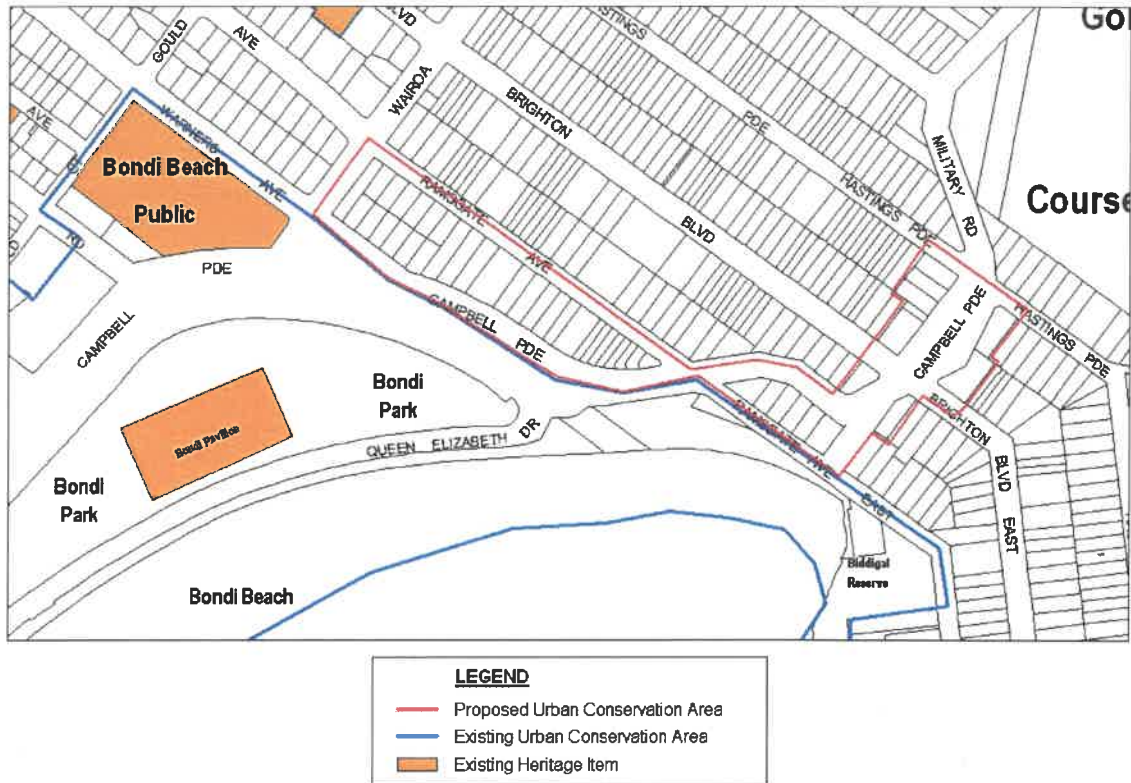 Gor
GOULD
AVE
BLVD
HASTINGS
WAIRDA
BRIGHTON
PDE
MILITARY
RD
AVE
WARNERS
AVE
Bondi Beach
Public
ST
RD
PDE
RAMSGATE
AVE
HASTINGS
PDE
Course
BLVD
CAMPBELL
CAMPBELL
PDE
CAMPBELL PDE
HASTINGS PDE
Bondi
Park
Bondi Pavilion
QUEEN ELIZABETH DR
RAMSGATE AVE
EAST
BRIGHTON
BLVD
EAST
Bondi
Park
Bondi Beach
Biddigal
Reserve
LEGEND
Proposed Urban Conservation Area
Existing Urban Conservation Area
Existing Heritage Item